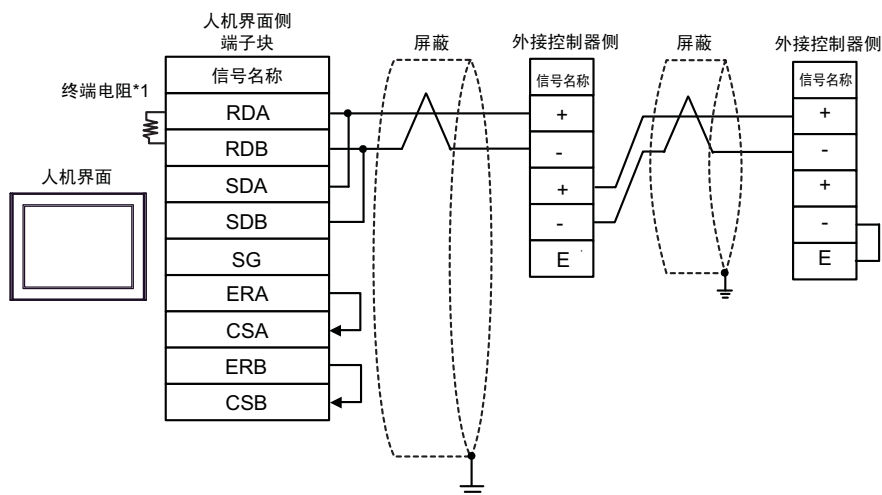 人机界面侧
端子块
屏蔽
外接控制器侧
屏蔽
外接控制器侧
终端电阻*1
人机界面
信号名称
RDA
RDB
SDA
SDB
SG
ERA
CSA
ERB
CSB
信号名称
+
-
+
-
E
信号名称
+
-
+
-
E